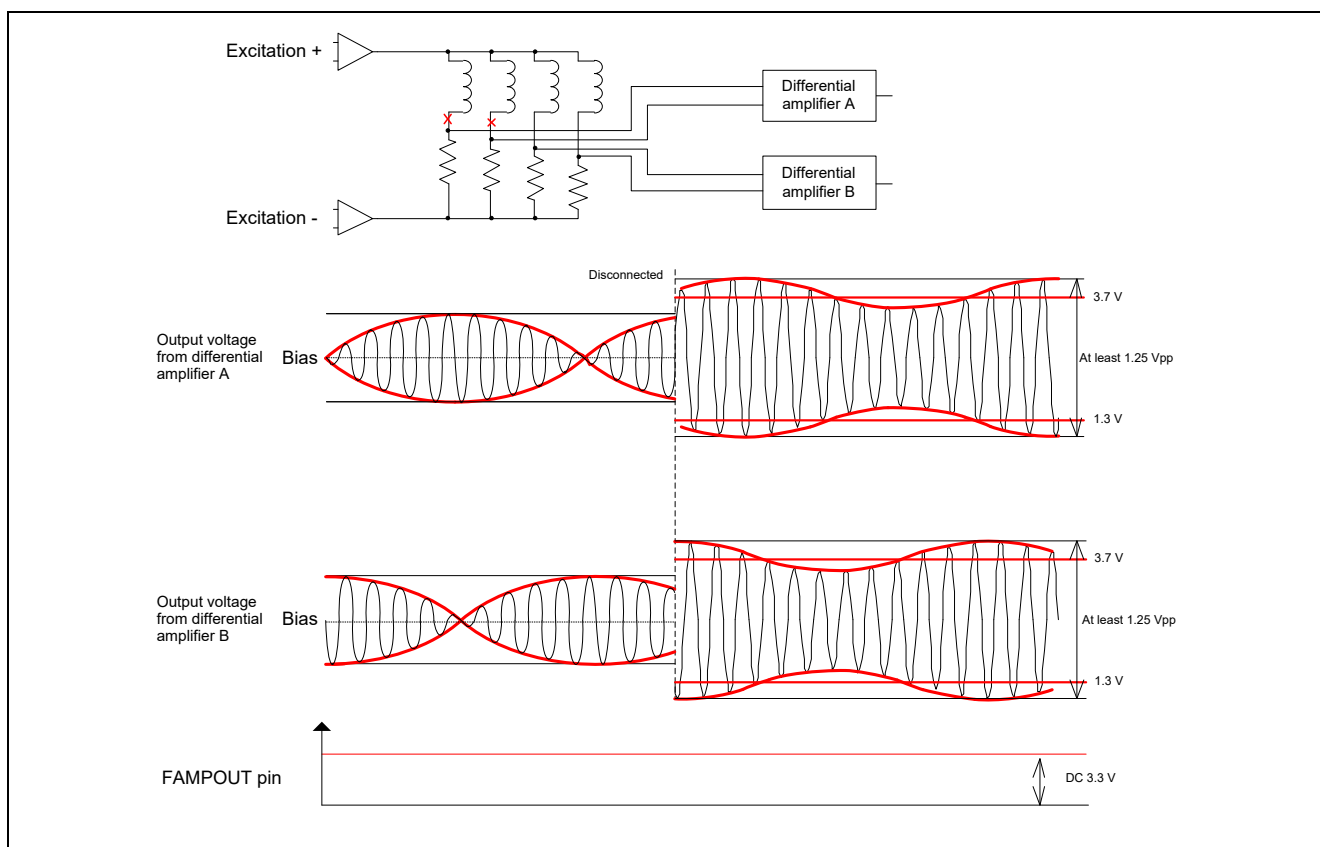 Excitation +
Differential
amplifier A
Differential
amplifier B
Excitation -
Disconnected
3.7 V
Output voltage
from differential
amplifier A
Bias
At least 1.25 Vpp
1.3 V
3.7 V
Output voltage
from differential
amplifier B
Bias
At least 1.25 Vpp
1.3 V
FAMPOUT pin
DC 3.3 V